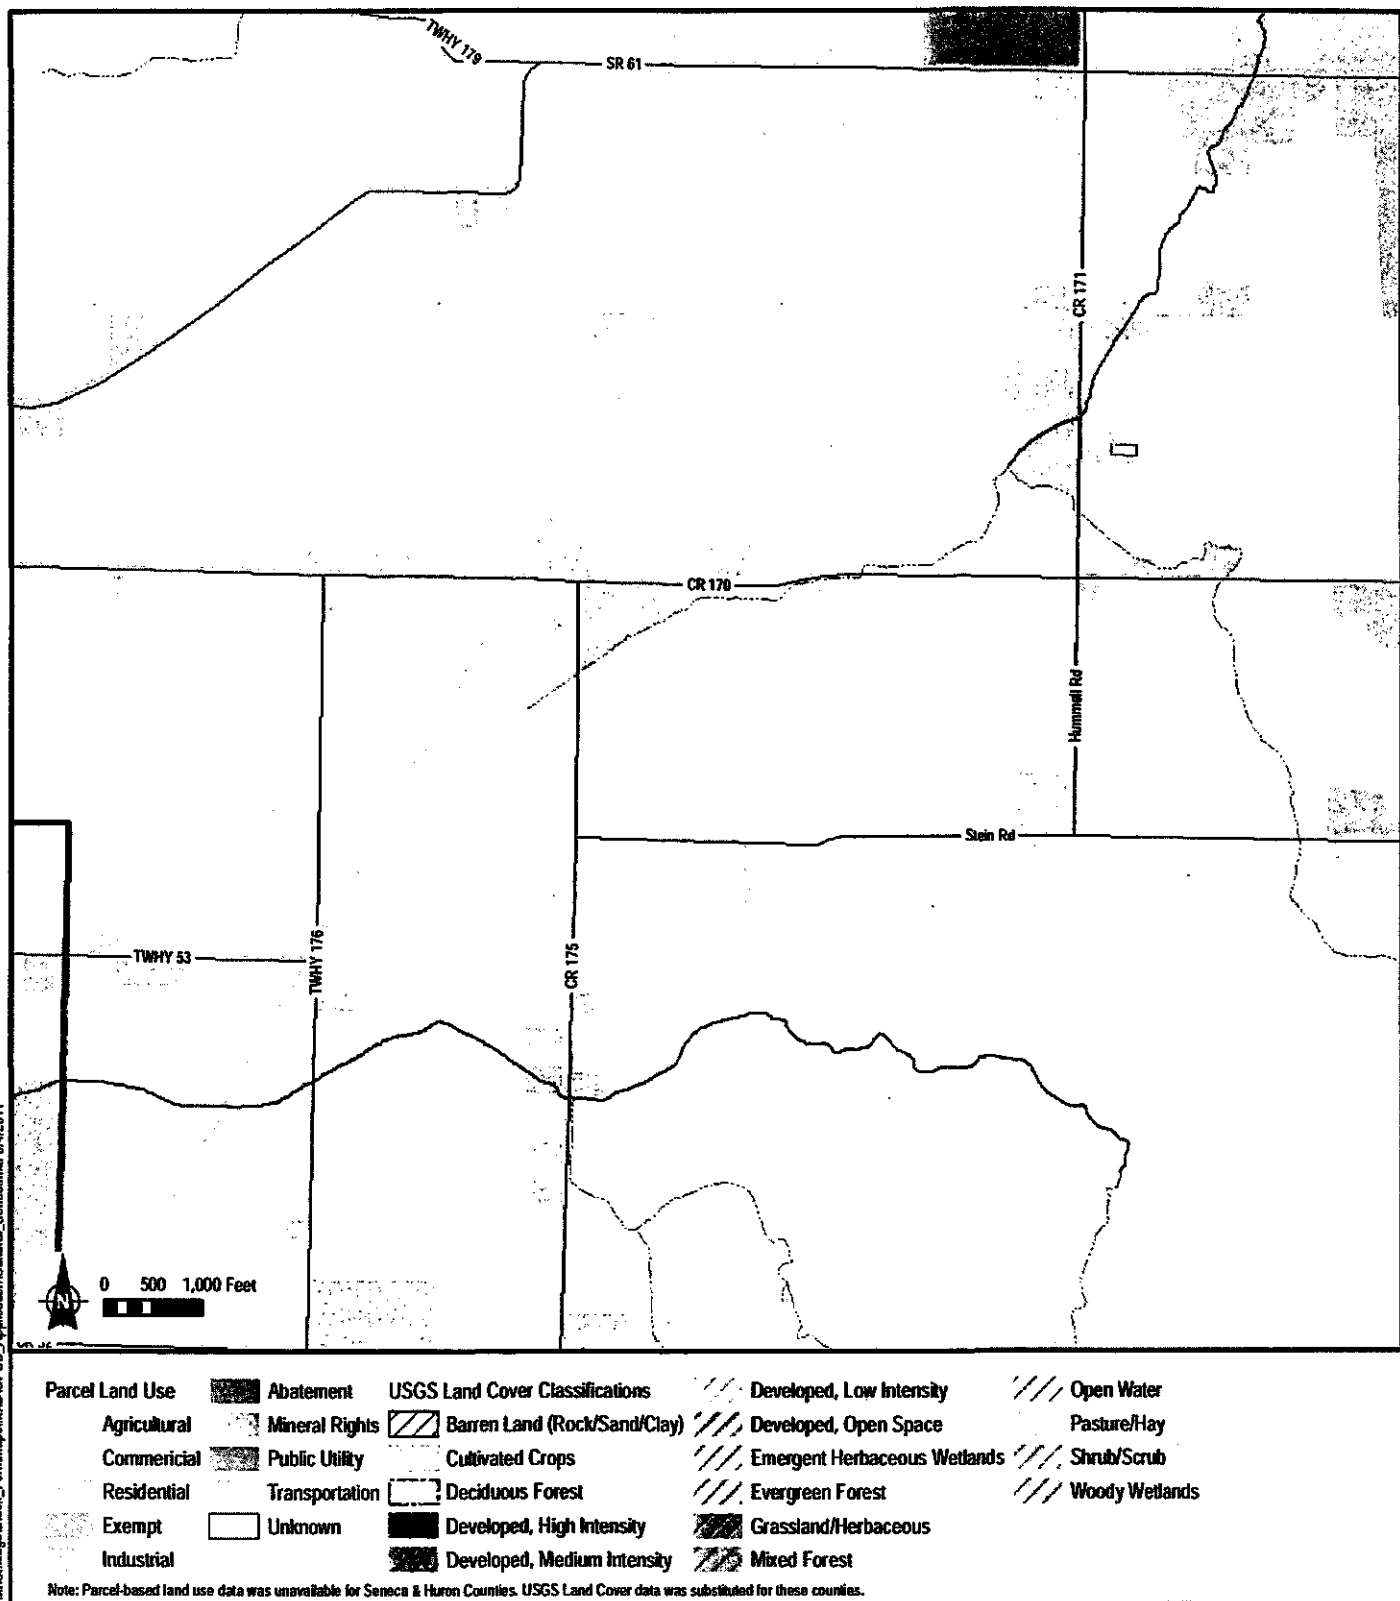 TWHY 179
SR 61
CR 171
CR 170
Hummell Rd
Stein Rd
TWHY 53
TWHY 176
CR 175
N
0 500 1,000 Feet
Parcel Land Use
Agricultural
Commericial
Residential
Exempt
Industrial
Abatement
Mineral Rights
Public Utility
Transportation
Unknown
USGS Land Cover Classifications
Barren Land (Rock/Sand/Clay)
Cultivated Crops
Deciduous Forest
Developed, High Intensity
Developed, Medium Intensity
Developed, Low Intensity
Developed, Open Space
Emergent Herbaceous Wetlands
Evergreen Forest
Grassland/Herbaceous
Mixed Forest
Open Water
Pasture/Hay
Shrub/Scrub
Woody Wetlands
Note: Parcel-based land use data was unavailable for Seneca & Huron Counties. USGS Land Cover data was substituted for these counties.